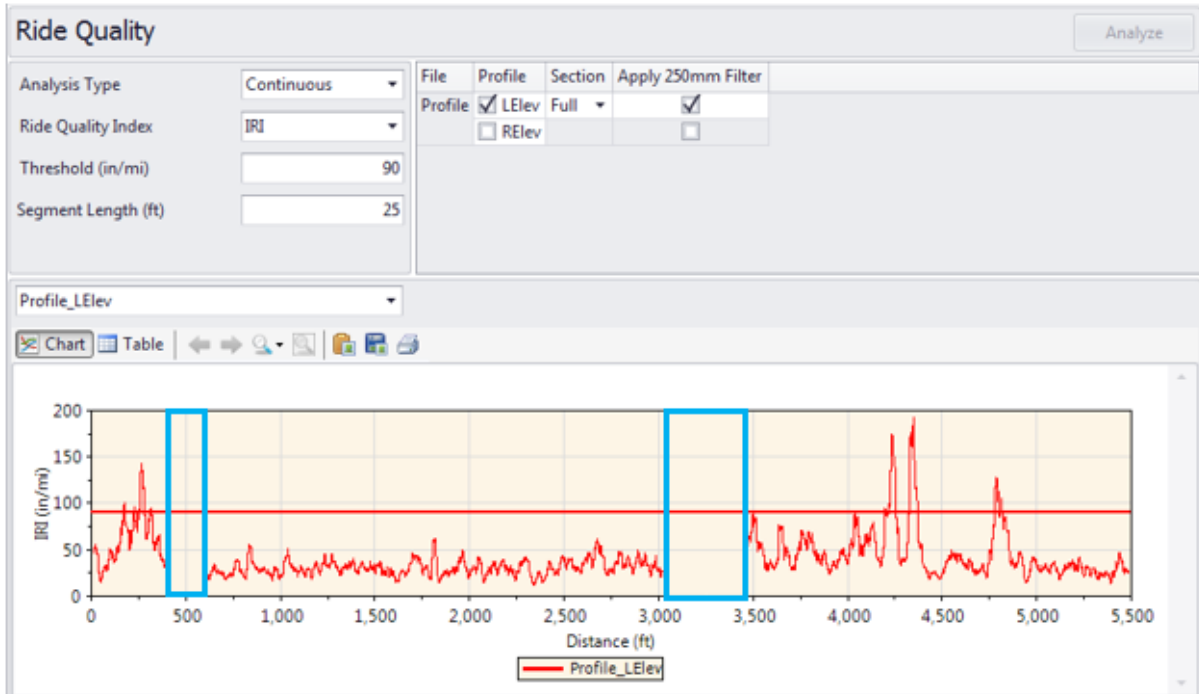 Ride Quality
Analyze
Analysis Type Continuous
Ride Quality Index IRI
Threshold (in/mi) 90
Segment Length (ft) 25
File Profile Section Apply 250mm Filter
Profile LElev Full
RElev
Profile_LElev
Chart Table
200
150
100
50
0
IRI (in/mi)
0 500 1,000 1,500 2,000 2,500 3,000 3,500 4,000 4,500 5,000 5,500
Distance (ft)
Profile_LElev